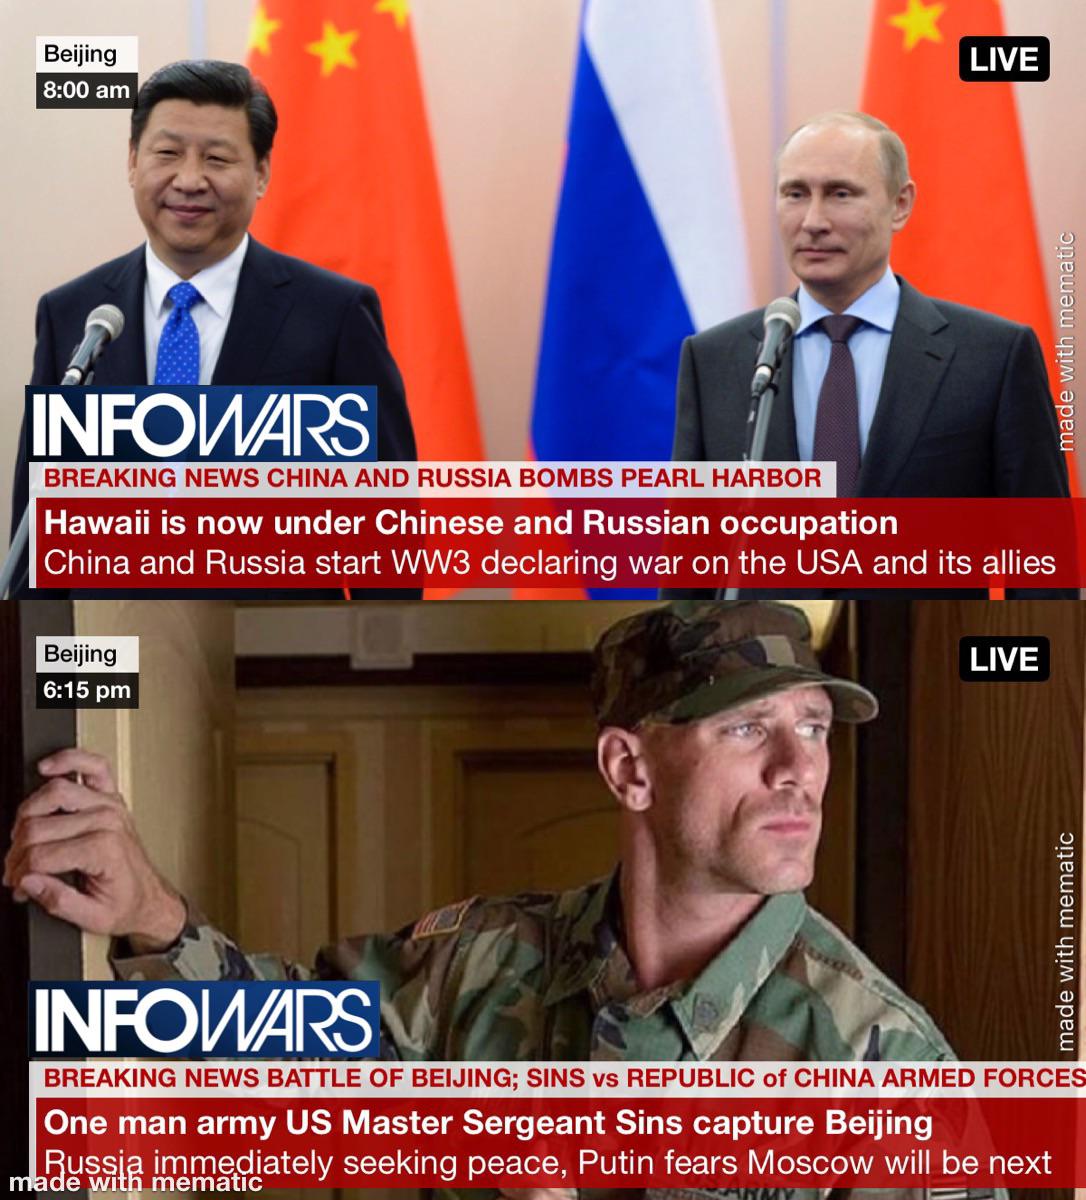 Beijing
8:00 am
LIVE
made with mematic
INFOWARS
BREAKING NEWS CHINA AND RUSSIA BOMBS PEARL HARBOR
Hawaii is now under Chinese and Russian occupation
China and Russia start WW3 declaring war on the USA and its allies
Beijing
6:15 pm
LIVE
made with mematic
INFOWARS
BREAKING NEWS BATTLE OF BEIJING; SINS vs REPUBLIC of CHINA ARMED FORCES
One man army US Master Sergeant Sins capture Beijing
Russia immediately seeking peace, Putin fears Moscow will be next
made with mematic